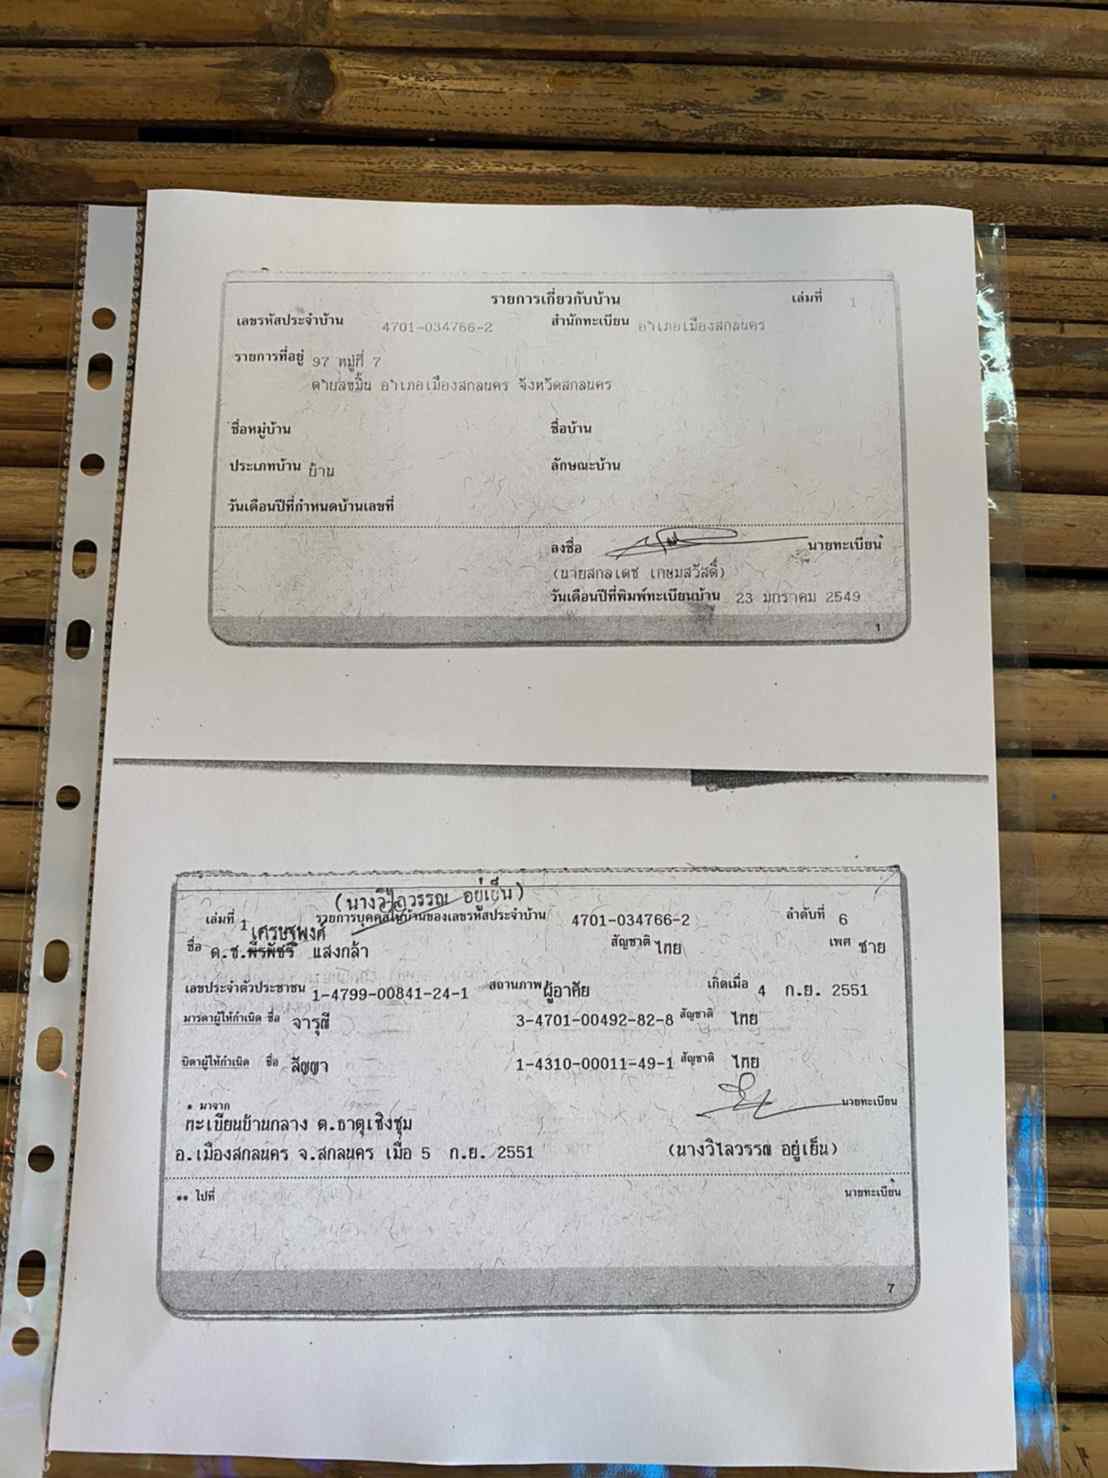 รายการเกี่ยวกับบ้าน เล่มที่ 1
เลขรหัสประจำบ้าน 4701-034766-2 สำนักทะเบียน อำเภอเมืองสกลนคร
รายการที่อยู่ 97 หมู่ที่ 7
ตำบลขมิ้น อำเภอเมืองสกลนคร จังหวัดสกลนคร
ชื่อหมู่บ้าน ชื่อบ้าน
ประเภทบ้าน บ้าน ลักษณะบ้าน
วันเดือนปีที่กำหนดบ้านเลขที่
ลงชื่อ นายทะเบียน
(นายสกลเดช เกษมสวัสดิ์)
วันเดือนปีที่พิมพ์ทะเบียนบ้าน 23 มกราคม 2549
1
(นางวิไลวรรณ อยู่เย็น)
เล่มที่ 1 รายการบุคคลในบ้านของเลขรหัสประจำบ้าน 4701-034766-2 ลำดับที่ 6
เศรษฐพงศ์
ชื่อ ด.ช.พีรพัชร์ แสงกล้า สัญชาติ ไทย เพศ ชาย
เลขประจำตัวประชาชน 1-4799-00841-24-1 สถานภาพ ผู้อาศัย เกิดเมื่อ 4 ก.ย. 2551
มารดาผู้ให้กำเนิด ชื่อ จารุณี 3-4701-00492-82-8 สัญชาติ ไทย
บิดาผู้ให้กำเนิด ชื่อ สัญญา 1-4310-00011-49-1 สัญชาติ ไทย
* มาจาก นายทะเบียน
ทะเบียนบ้านกลาง ต.ธาตุเชิงชุม
อ.เมืองสกลนคร จ.สกลนคร เมื่อ 5 ก.ย. 2551 (นางวิไลวรรณ อยู่เย็น)
** ไปที่ นายทะเบียน
7